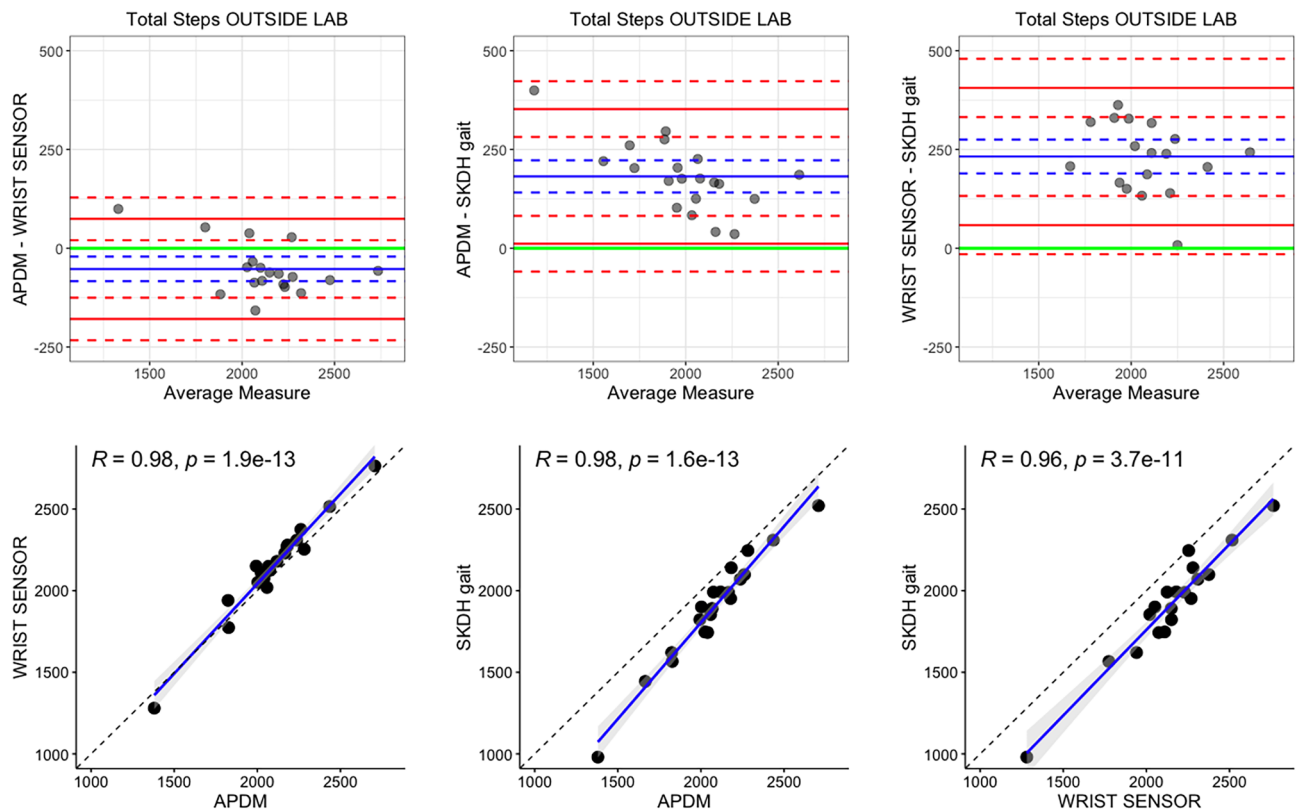 Total Steps OUTSIDE LAB
APDM - WRIST SENSOR
500
250
0
-250
1500
2000
2500
Average Measure
Total Steps OUTSIDE LAB
APDM - SKDH gait
500
250
0
-250
1500
2000
2500
Average Measure
Total Steps OUTSIDE LAB
WRIST SENSOR - SKDH gait
500
250
0
-250
1500
2000
2500
Average Measure
R = 0.98, p = 1.9e-13
WRIST SENSOR
2500
2000
1500
1000
1000
1500
2000
2500
APDM
R = 0.98, p = 1.6e-13
SKDH gait
2500
2000
1500
1000
1000
1500
2000
2500
APDM
R = 0.96, p = 3.7e-11
SKDH gait
2500
2000
1500
1000
1000
1500
2000
2500
WRIST SENSOR